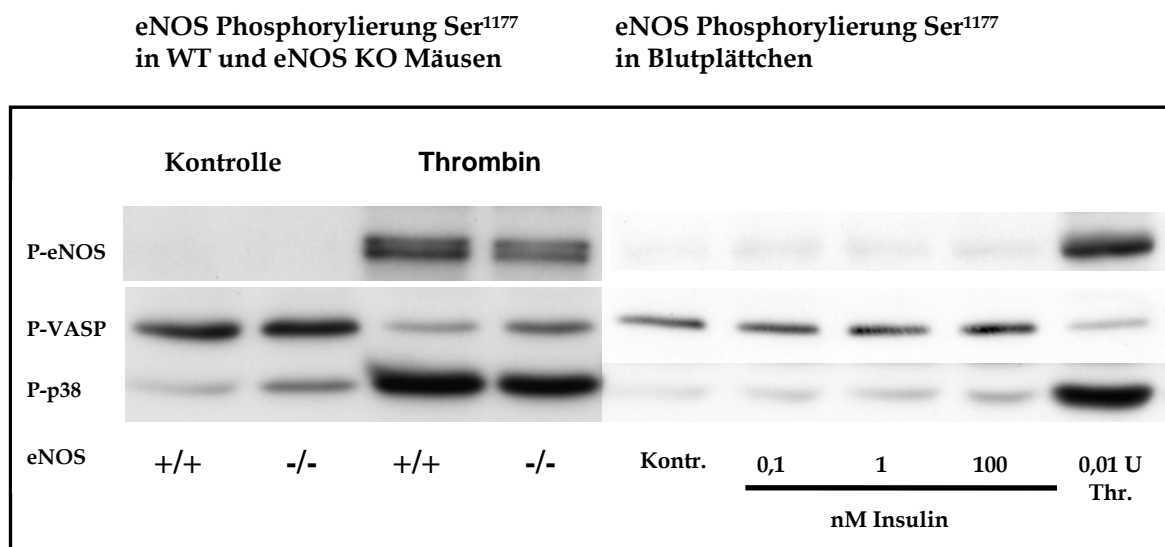 eNOS Phosphorylierung Ser1177
in WT und eNOS KO Mäusen
eNOS Phosphorylierung Ser1177
in Blutplättchen
Kontrolle Thrombin
P-eNOS
P-VASP
P-p38
eNOS +/+ -/- +/+ -/- Kontr. 0,1 1 100 0,01 U
Thr.
nM Insulin